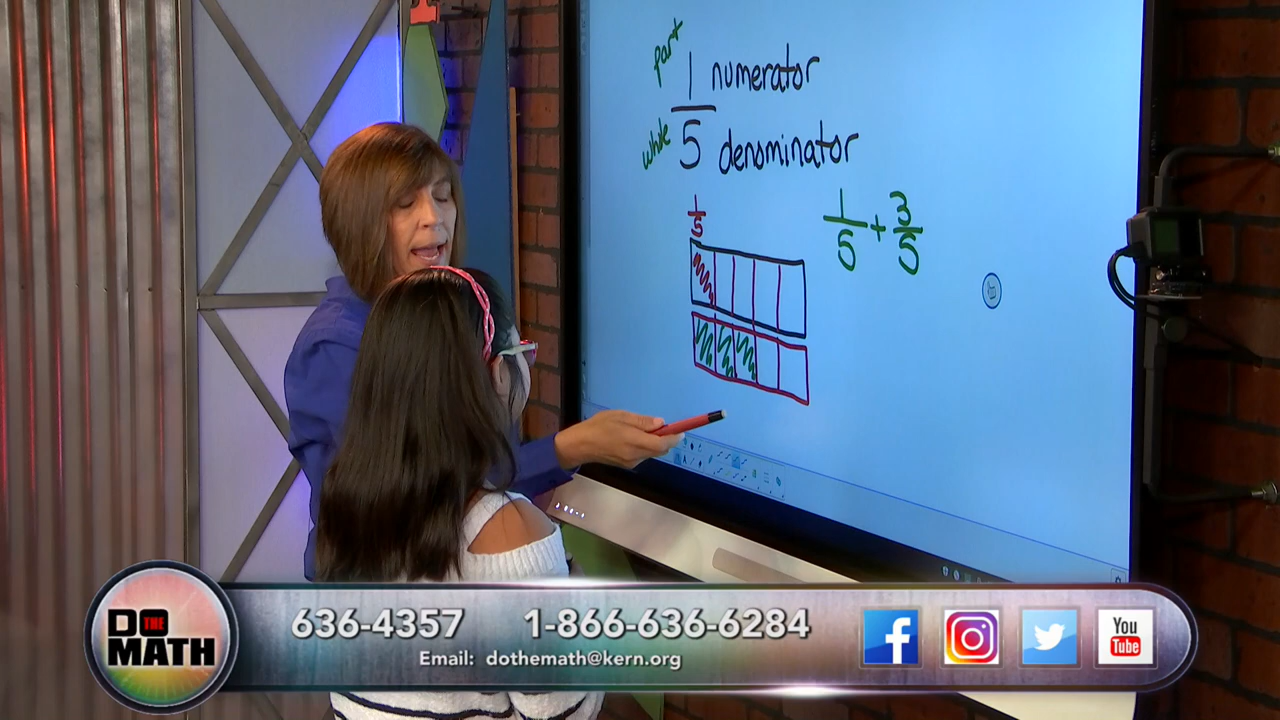 part
1 numerator
whole
5 denominator
1/5
1/5 + 3/5
DO THE MATH
636-4357 1-866-636-6284
Email: dothemath@kern.org
You Tube